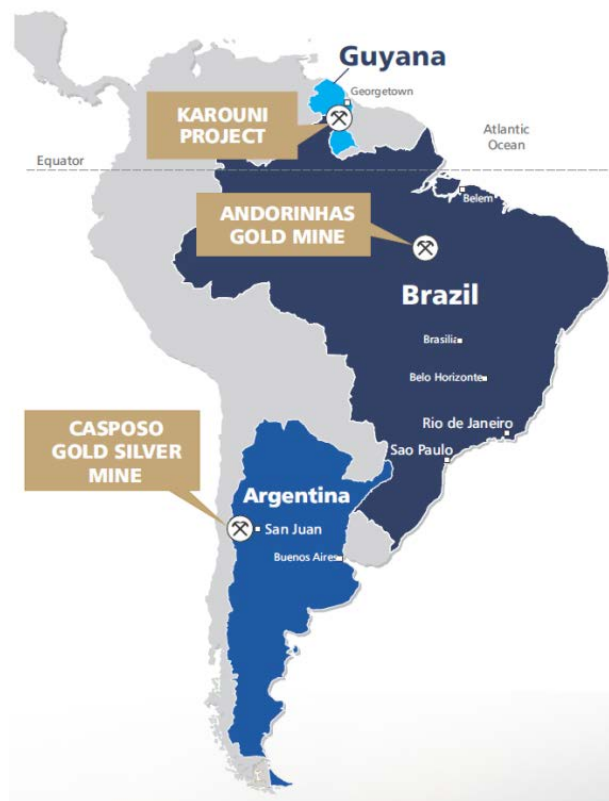 Guyana
Georgetown
KAROUNI
PROJECT
Atlantic
Ocean
Equator
Belem
ANDORINHAS
GOLD MINE
Brazil
Brasilia
Belo Horizonte
Rio de Janeiro
CASPOSO
GOLD SILVER
MINE
Sao Paulo
Argentina
San Juan
Buenos Aires